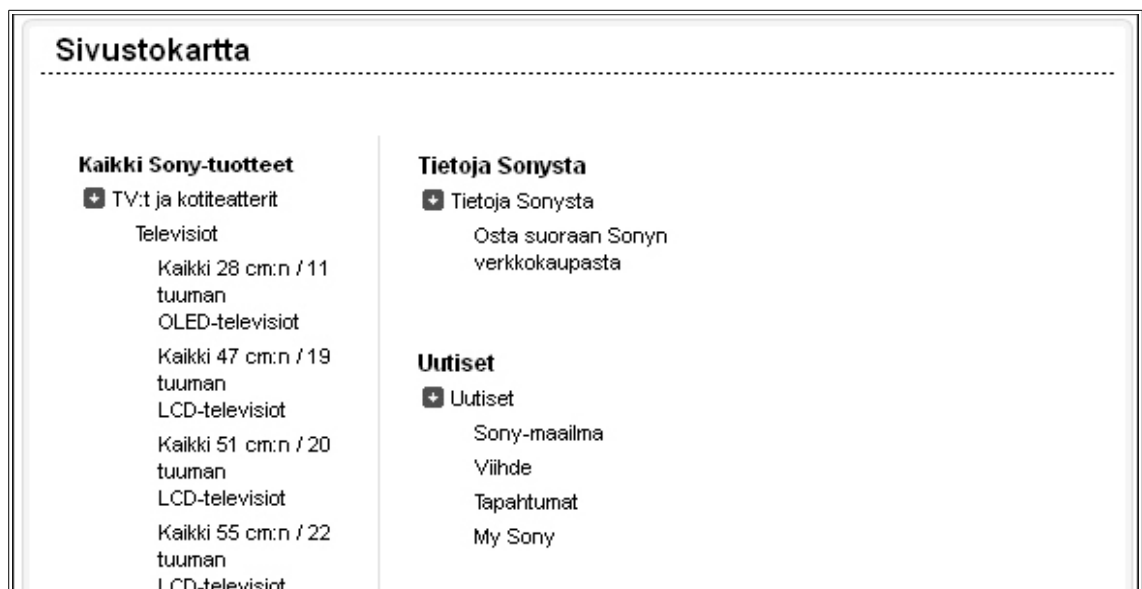 Sivustokartta
Kaikki Sony-tuotteet
TV:t ja kotiteatterit
Televisiot
Kaikki 28 cm:n / 11
tuuman
OLED-televisiot
Kaikki 47 cm:n / 19
tuuman
LCD-televisiot
Kaikki 51 cm:n / 20
tuuman
LCD-televisiot
Kaikki 55 cm:n / 22
tuuman
LCD-televisiot
Tietoja Sonysta
Tietoja Sonysta
Osta suoraan Sonyn
verkkokaupasta
Uutiset
Uutiset
Sony-maailma
Viihde
Tapahtumat
My Sony